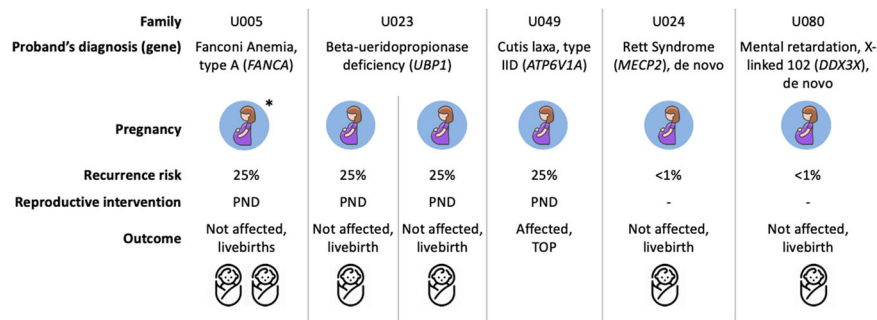 Family U005 U023 U049 U024 U080
Proband's diagnosis (gene) Fanconi Anemia, Beta-ueridopropionase Cutis laxa, type Rett Syndrome Mental retardation, X-
type A (FANCA) deficiency (UBP1) IID (ATP6V1A) (MECP2), de novo linked 102 (DDX3X),
de novo
*
Pregnancy
Recurrence risk 25% 25% 25% 25% <1% <1%
Reproductive intervention PND PND PND PND - -
Outcome Not affected, Not affected, Not affected, Affected, Not affected, Not affected,
livebirths livebirth livebirth TOP livebirth livebirth